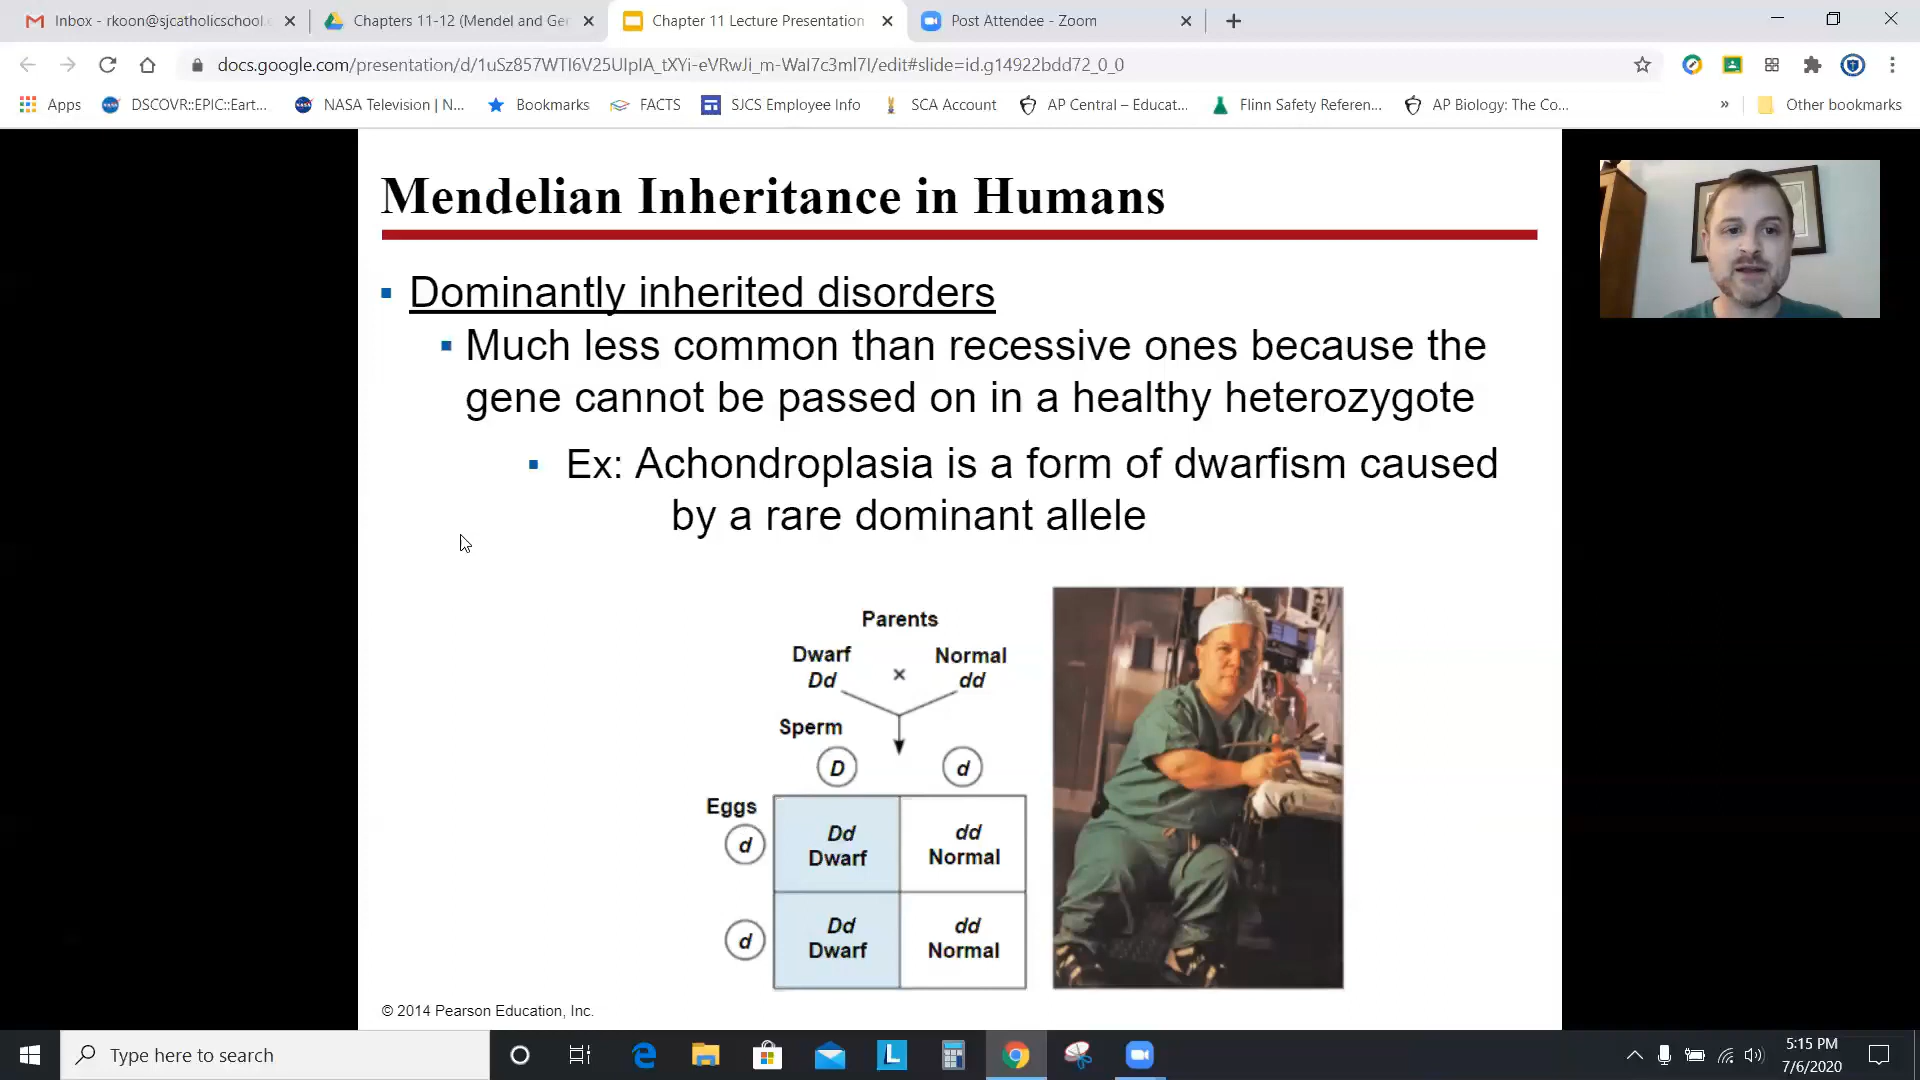 Inbox - rkoon@sjcatholicschool.
Chapters 11-12 (Mendel and Ge
Chapter 11 Lecture Presentation
Post Attendee - Zoom
docs.google.com/presentation/d/1uSz857WTI6V25UIpIA_tXYi-eVRwJi_m-WaI7c3ml7I/edit#slide=id.g14922bdd72_0_0
Apps
DSCOVR::EPIC::Eart...
NASA Television | N...
Bookmarks
FACTS
SJCS Employee Info
SCA Account
AP Central – Educat...
Flinn Safety Referen...
AP Biology: The Co...
»
Other bookmarks
Mendelian Inheritance in Humans
Dominantly inherited disorders
Much less common than recessive ones because the
gene cannot be passed on in a healthy heterozygote
Ex: Achondroplasia is a form of dwarfism caused
by a rare dominant allele
Parents
Dwarf × Normal
Dd dd
Sperm
D d
Eggs
d
Dd dd
Dwarf Normal
d
Dd dd
Dwarf Normal
© 2014 Pearson Education, Inc.
Type here to search
5:15 PM
7/6/2020